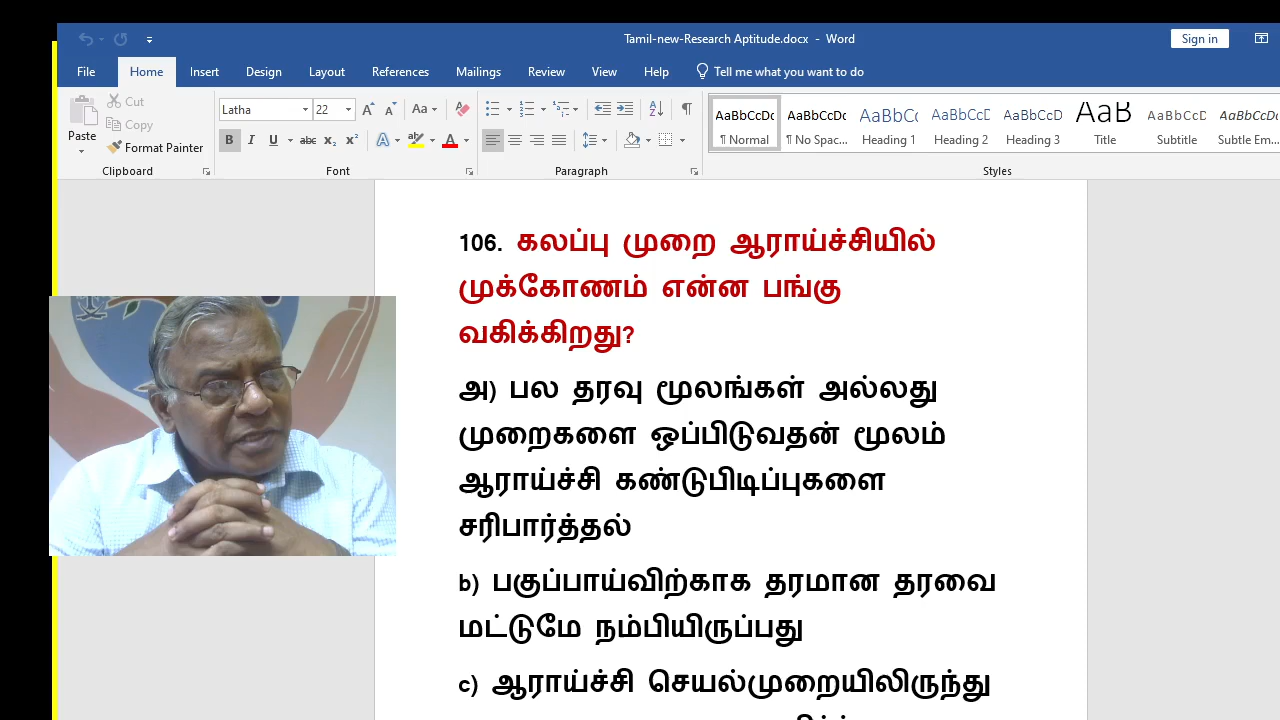 Tamil-new-Research Aptitude.docx - Word
Sign in
File Home Insert Design Layout References Mailings Review View Help Tell me what you want to do
Paste
Cut
Copy
Format Painter
Clipboard
Latha 22
Font
Paragraph
AaBbCcDc AaBbCcDc AaBbCc AaBbCcD AaBbCcD AaB AaBbCcD AaBbCcDc
¶ Normal ¶ No Spac... Heading 1 Heading 2 Heading 3 Title Subtitle Subtle Em...
Styles
106. கலப்பு முறை ஆராய்ச்சியில்
முக்கோணம் என்ன பங்கு
வகிக்கிறது?
அ) பல தரவு மூலங்கள் அல்லது
முறைகளை ஒப்பிடுவதன் மூலம்
ஆராய்ச்சி கண்டுபிடிப்புகளை
சரிபார்த்தல்
b) பகுப்பாய்விற்காக தரமான தரவை
மட்டுமே நம்பியிருப்பது
c) ஆராய்ச்சி செயல்முறையிலிருந்து